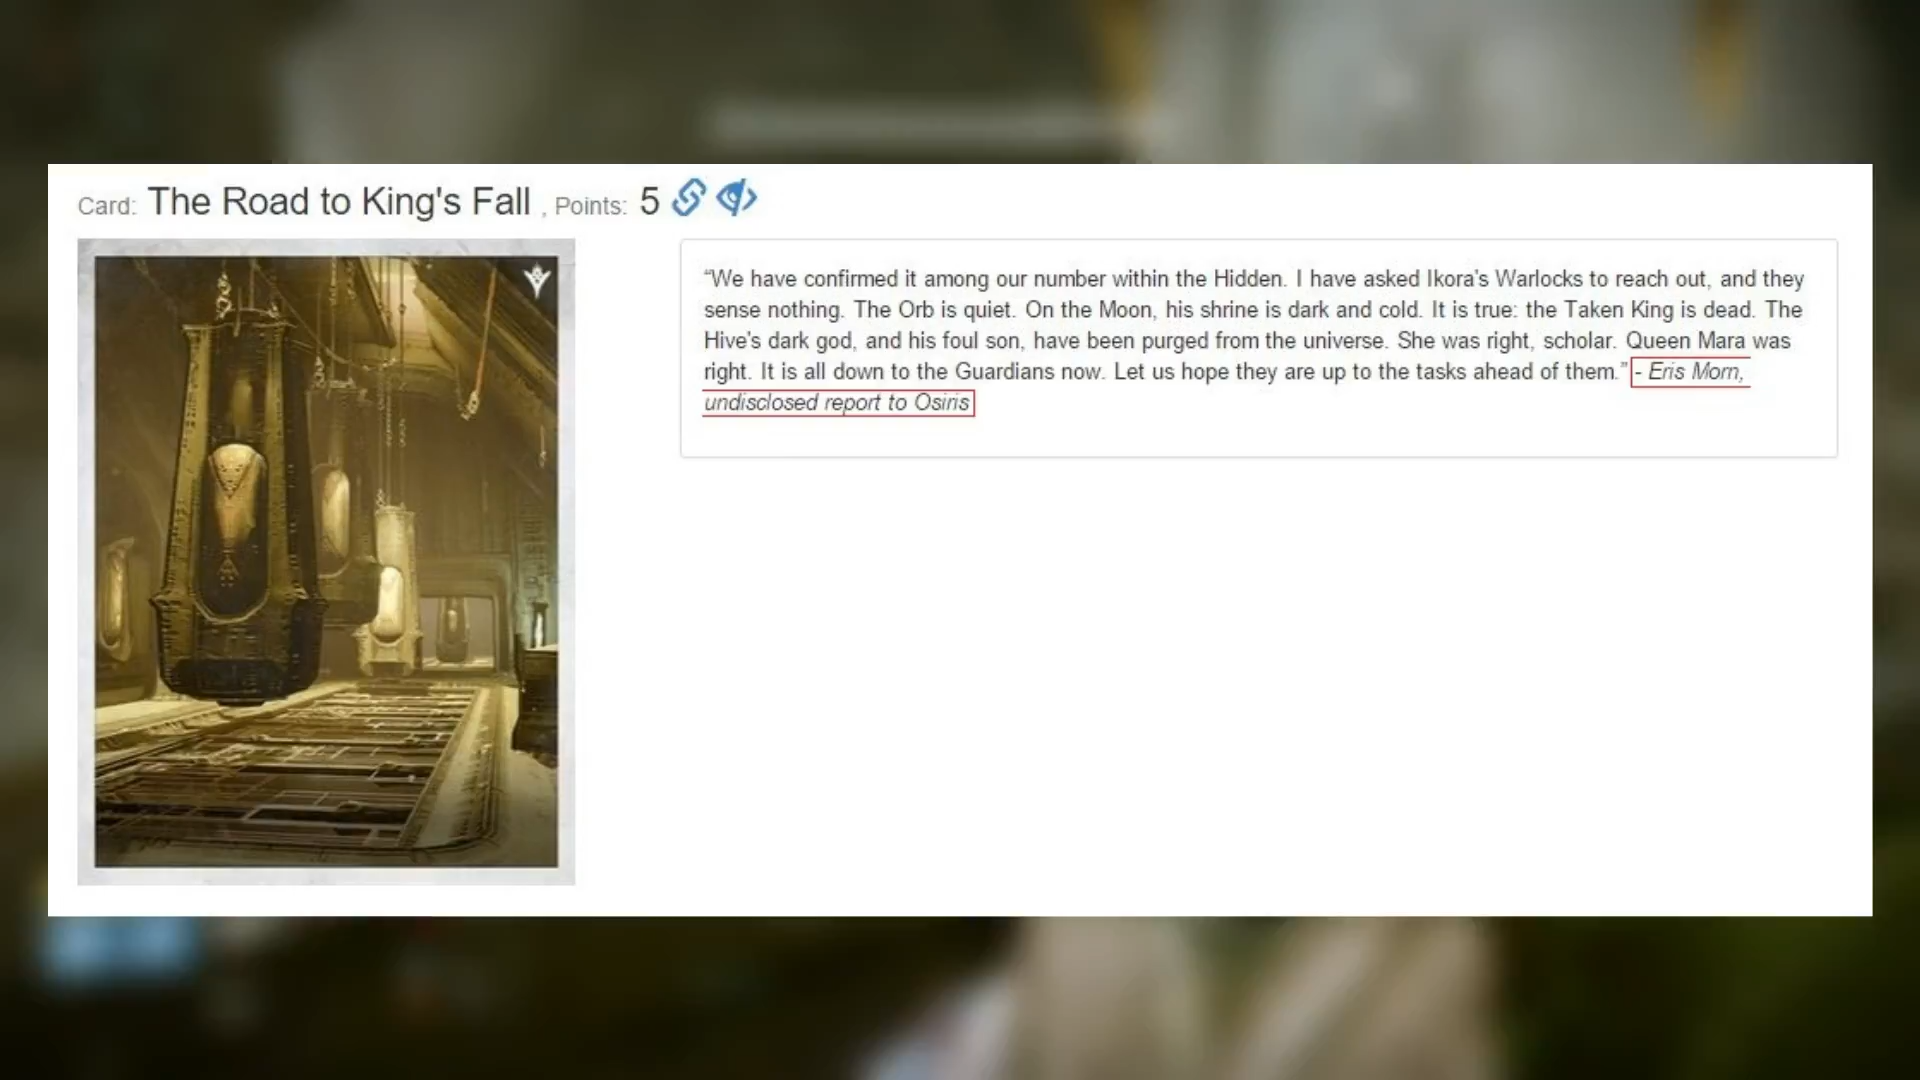 Card: The Road to King's Fall , Points: 5
“We have confirmed it among our number within the Hidden. I have asked Ikora's Warlocks to reach out, and they
sense nothing. The Orb is quiet. On the Moon, his shrine is dark and cold. It is true: the Taken King is dead. The
Hive's dark god, and his foul son, have been purged from the universe. She was right, scholar. Queen Mara was
right. It is all down to the Guardians now. Let us hope they are up to the tasks ahead of them.” - Eris Morn,
undisclosed report to Osiris